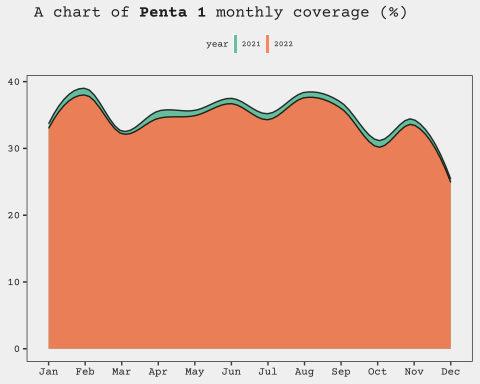 A chart of Penta 1 monthly coverage (%)
year 2021 2022
40
30
20
10
0
Jan Feb Mar Apr May Jun Jul Aug Sep Oct Nov Dec